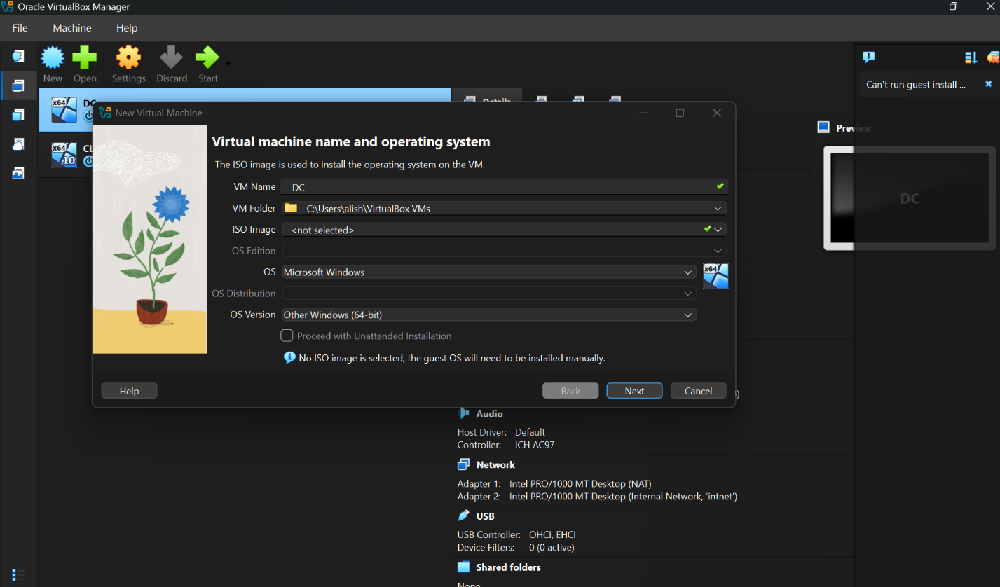 Oracle VirtualBox Manager
File Machine Help
New Open Settings Discard Start
Can't run guest install ...
x64
DC
Details
New Virtual Machine
Preview
Virtual machine name and operating system
The ISO image is used to install the operating system on the VM.
x64
10
CL
VM Name -DC
VM Folder C:\Users\alish\VirtualBox VMs
DC
ISO Image <not selected>
OS Edition
OS Microsoft Windows
x64
OS Distribution
OS Version Other Windows (64-bit)
Proceed with Unattended Installation
No ISO image is selected, the guest OS will need to be installed manually.
Help Back Next Cancel
Audio
Host Driver: Default
Controller: ICH AC97
Network
Adapter 1: Intel PRO/1000 MT Desktop (NAT)
Adapter 2: Intel PRO/1000 MT Desktop (Internal Network, 'intnet')
USB
USB Controller: OHCI, EHCI
Device Filters: 0 (0 active)
Shared folders
None